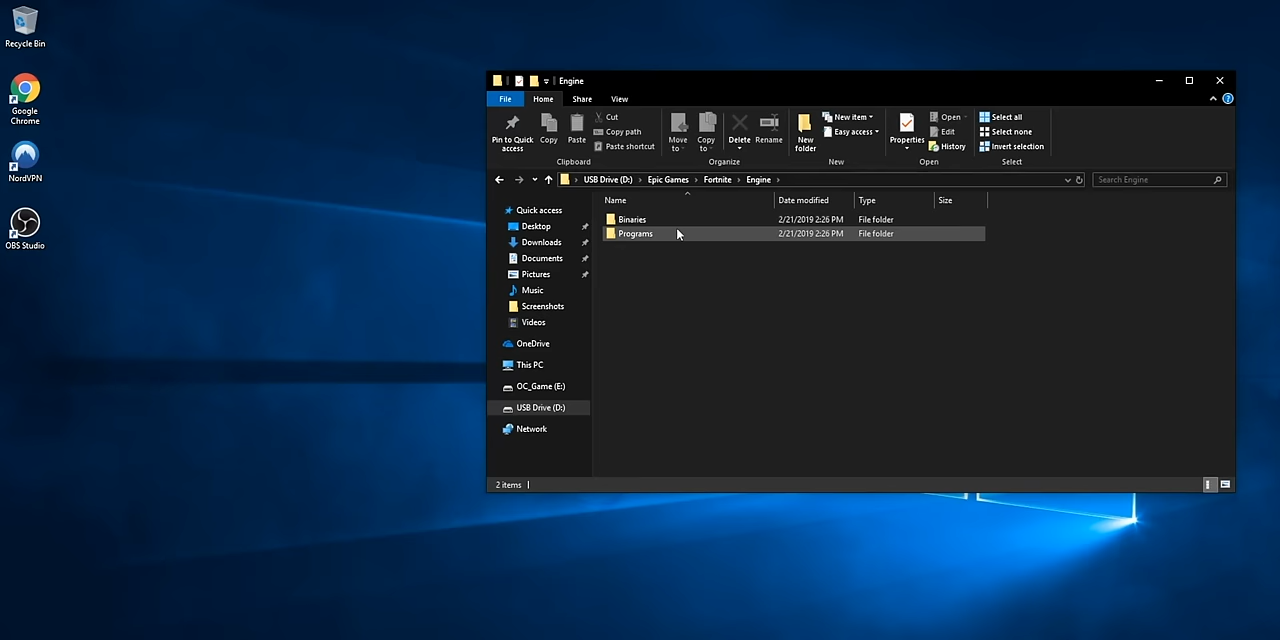 Recycle Bin
Google
Chrome
NordVPN
OBS Studio
Engine
File Home Share View
Pin to Quick
access
Copy
Paste
Cut
Copy path
Paste shortcut
Clipboard
Move
to
Copy
to
Delete
Rename
Organize
New
folder
New item
Easy access
New
Properties
Open
Edit
History
Open
Select all
Select none
Invert selection
Select
USB Drive (D:) › Epic Games › Fortnite › Engine ›
Search Engine
Quick access
Desktop
Downloads
Documents
Pictures
Music
Screenshots
Videos
OneDrive
This PC
OC_Game (E:)
USB Drive (D:)
Network
Name Date modified Type Size
Binaries 2/21/2019 2:26 PM File folder
Programs 2/21/2019 2:26 PM File folder
2 items